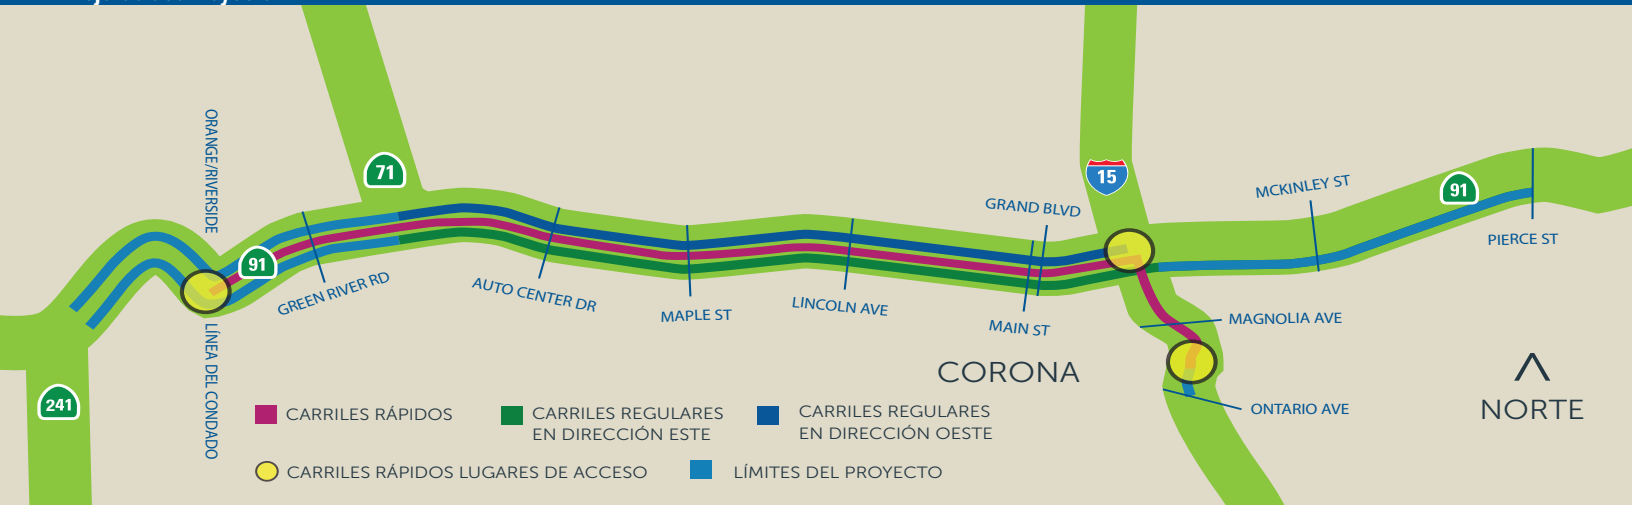 ORANGE/RIVERSIDE
LÍNEA DEL CONDADO
241
91
71
GREEN RIVER RD
AUTO CENTER DR
MAPLE ST
LINCOLN AVE
GRAND BLVD
MAIN ST
15
MCKINLEY ST
91
PIERCE ST
MAGNOLIA AVE
ONTARIO AVE
CORONA
NORTE
CARRILES RÁPIDOS
CARRILES REGULARES
EN DIRECCIÓN ESTE
CARRILES REGULARES
EN DIRECCIÓN OESTE
CARRILES RÁPIDOS LUGARES DE ACCESO
LÍMITES DEL PROYECTO